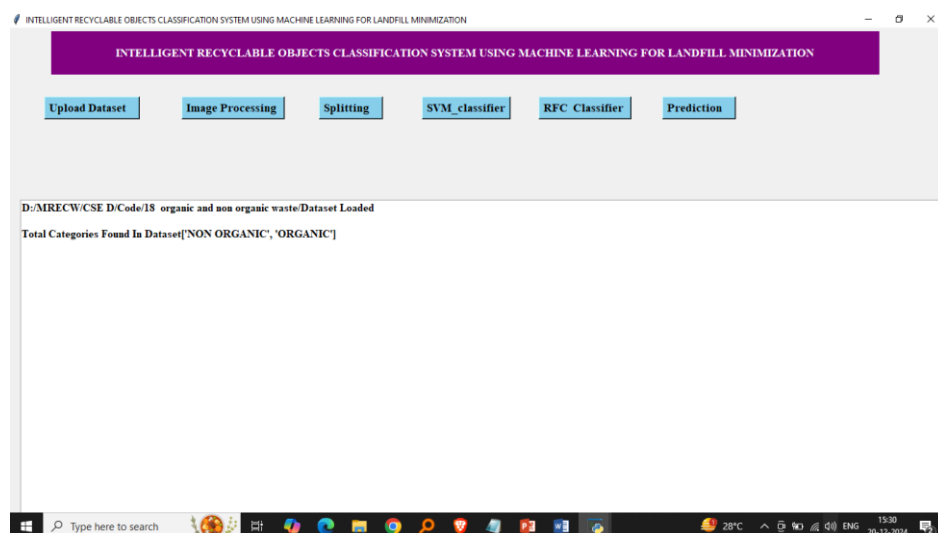 INTELLIGENT RECYCLABLE OBJECTS CLASSIFICATION SYSTEM USING MACHINE LEARNING FOR LANDFILL MINIMIZATION
INTELLIGENT RECYCLABLE OBJECTS CLASSIFICATION SYSTEM USING MACHINE LEARNING FOR LANDFILL MINIMIZATION
Upload Dataset Image Processing Splitting SVM_classifier RFC Classifier Prediction
D:/MRECW/CSE D/Code/18 organic and non organic waste/Dataset Loaded
Total Categories Found In Dataset['NON ORGANIC', 'ORGANIC']
Type here to search 28°C ENG 15:30
20-12-2024